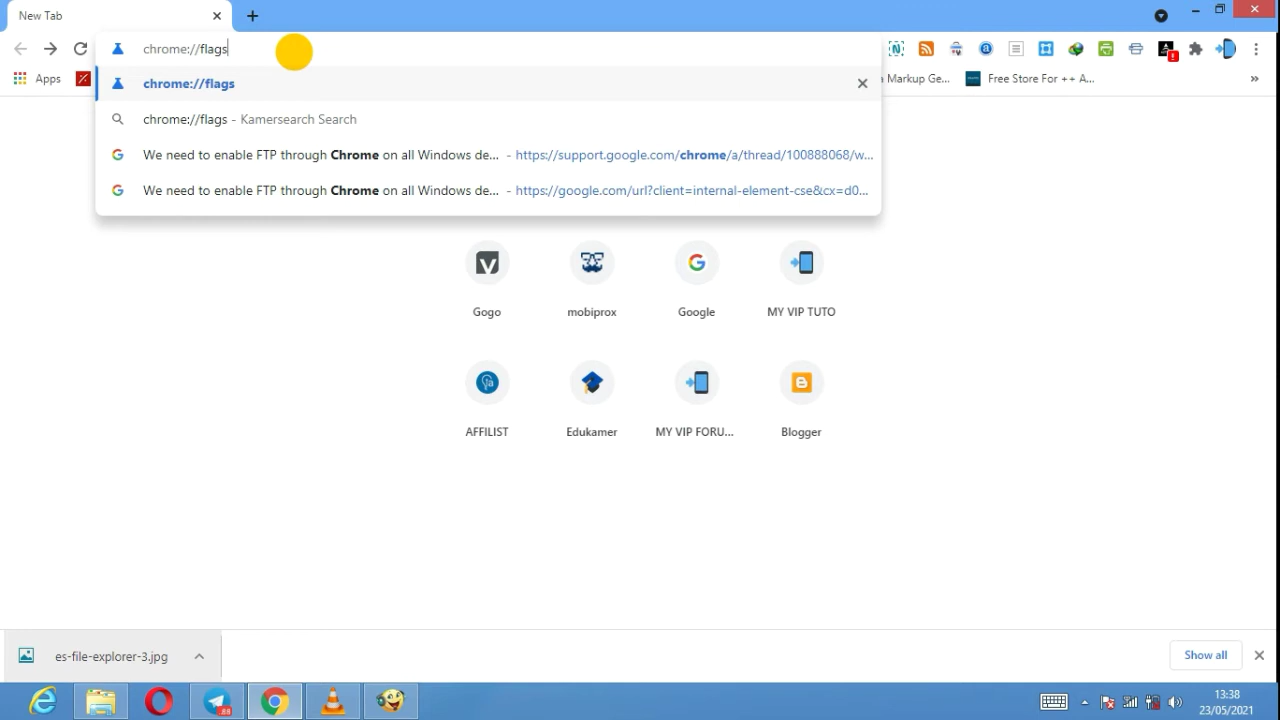 New Tab
chrome://flags
chrome://flags
chrome://flags - Kamersearch Search
We need to enable FTP through Chrome on all Windows de... - https://support.google.com/chrome/a/thread/100888068/w...
We need to enable FTP through Chrome on all Windows de... - https://google.com/url?client=internal-element-cse&cx=d0...
Apps
a Markup Ge...
Free Store For ++ A...
»
Gogo
mobiprox
Google
MY VIP TUTO
AFFILIST
Edukamer
MY VIP FORU...
Blogger
es-file-explorer-3.jpg
Show all
88
13:38
23/05/2021